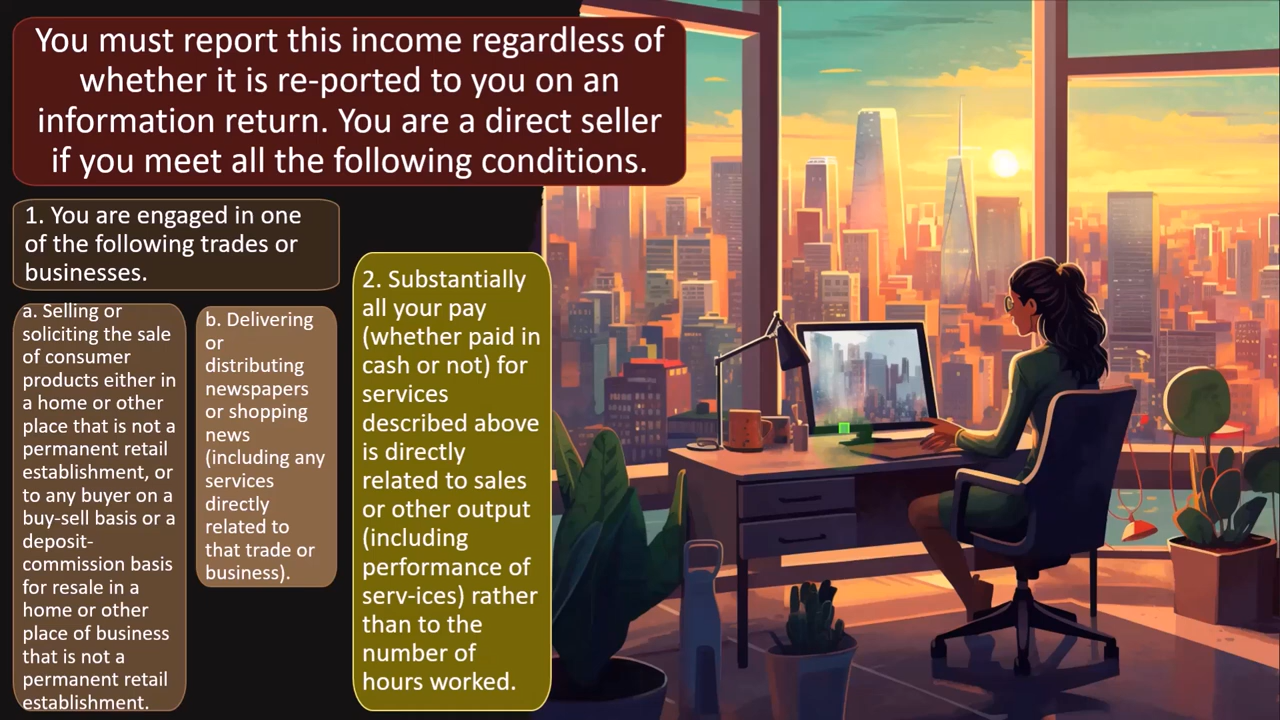 You must report this income regardless of
whether it is re-ported to you on an
information return. You are a direct seller
if you meet all the following conditions.
1. You are engaged in one
of the following trades or
businesses.
a. Selling or
soliciting the sale
of consumer
products either in
a home or other
place that is not a
permanent retail
establishment, or
to any buyer on a
buy-sell basis or a
deposit-
commission basis
for resale in a
home or other
place of business
that is not a
permanent retail
establishment.
b. Delivering
or
distributing
newspapers
or shopping
news
(including any
services
directly
related to
that trade or
business).
2. Substantially
all your pay
(whether paid in
cash or not) for
services
described above
is directly
related to sales
or other output
(including
performance of
serv-ices) rather
than to the
number of
hours worked.